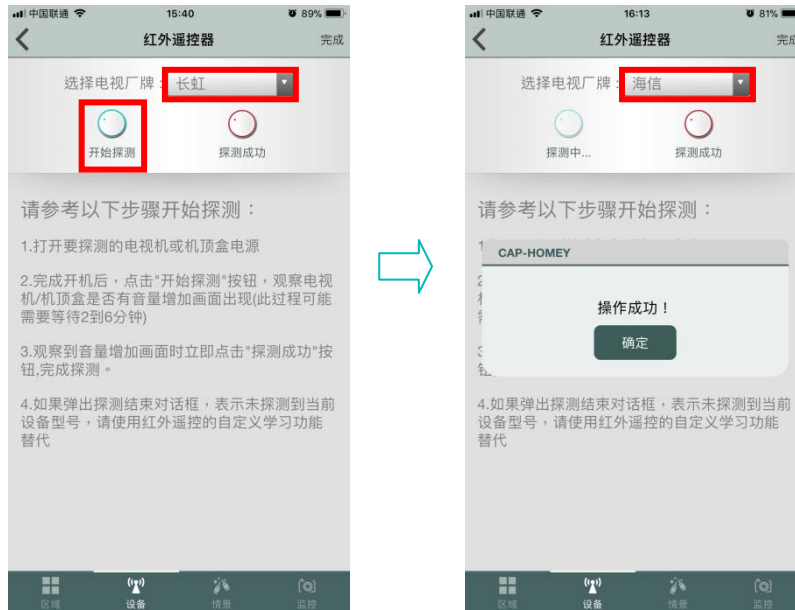 中国联通
15:40
89%
红外遥控器
完成
选择电视厂牌：
长虹
开始探测
探测成功
请参考以下步骤开始探测：
1.打开要探测的电视机或机顶盒电源
2.完成开机后，点击"开始探测"按钮，观察电视
机/机顶盒是否有音量增加画面出现(此过程可能
需要等待2到6分钟)
3.观察到音量增加画面时立即点击"探测成功"按
钮,完成探测。
4.如果弹出探测结束对话框，表示未探测到当前
设备型号，请使用红外遥控的自定义学习功能
替代
区域
设备
情景
监控
中国联通
16:13
81%
红外遥控器
完成
选择电视厂牌：
海信
探测中...
探测成功
请参考以下步骤开始探测：
CAP-HOMEY
操作成功！
确定
4.如果弹出探测结束对话框，表示未探测到当前
设备型号，请使用红外遥控的自定义学习功能
替代
区域
设备
情景
监控